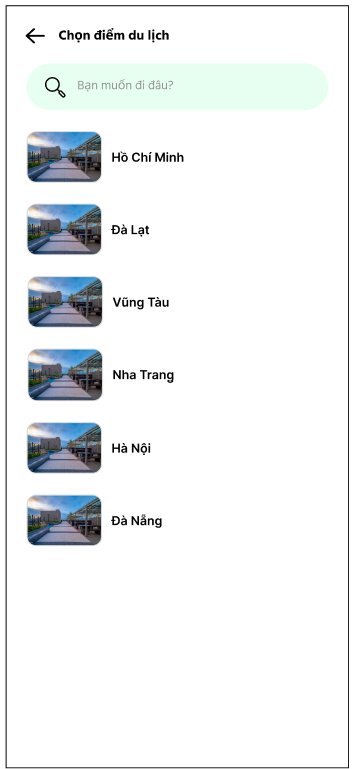 Chọn điểm du lịch
Bạn muốn đi đâu?
Hồ Chí Minh
Đà Lạt
Vũng Tàu
Nha Trang
Hà Nội
Đà Nẵng